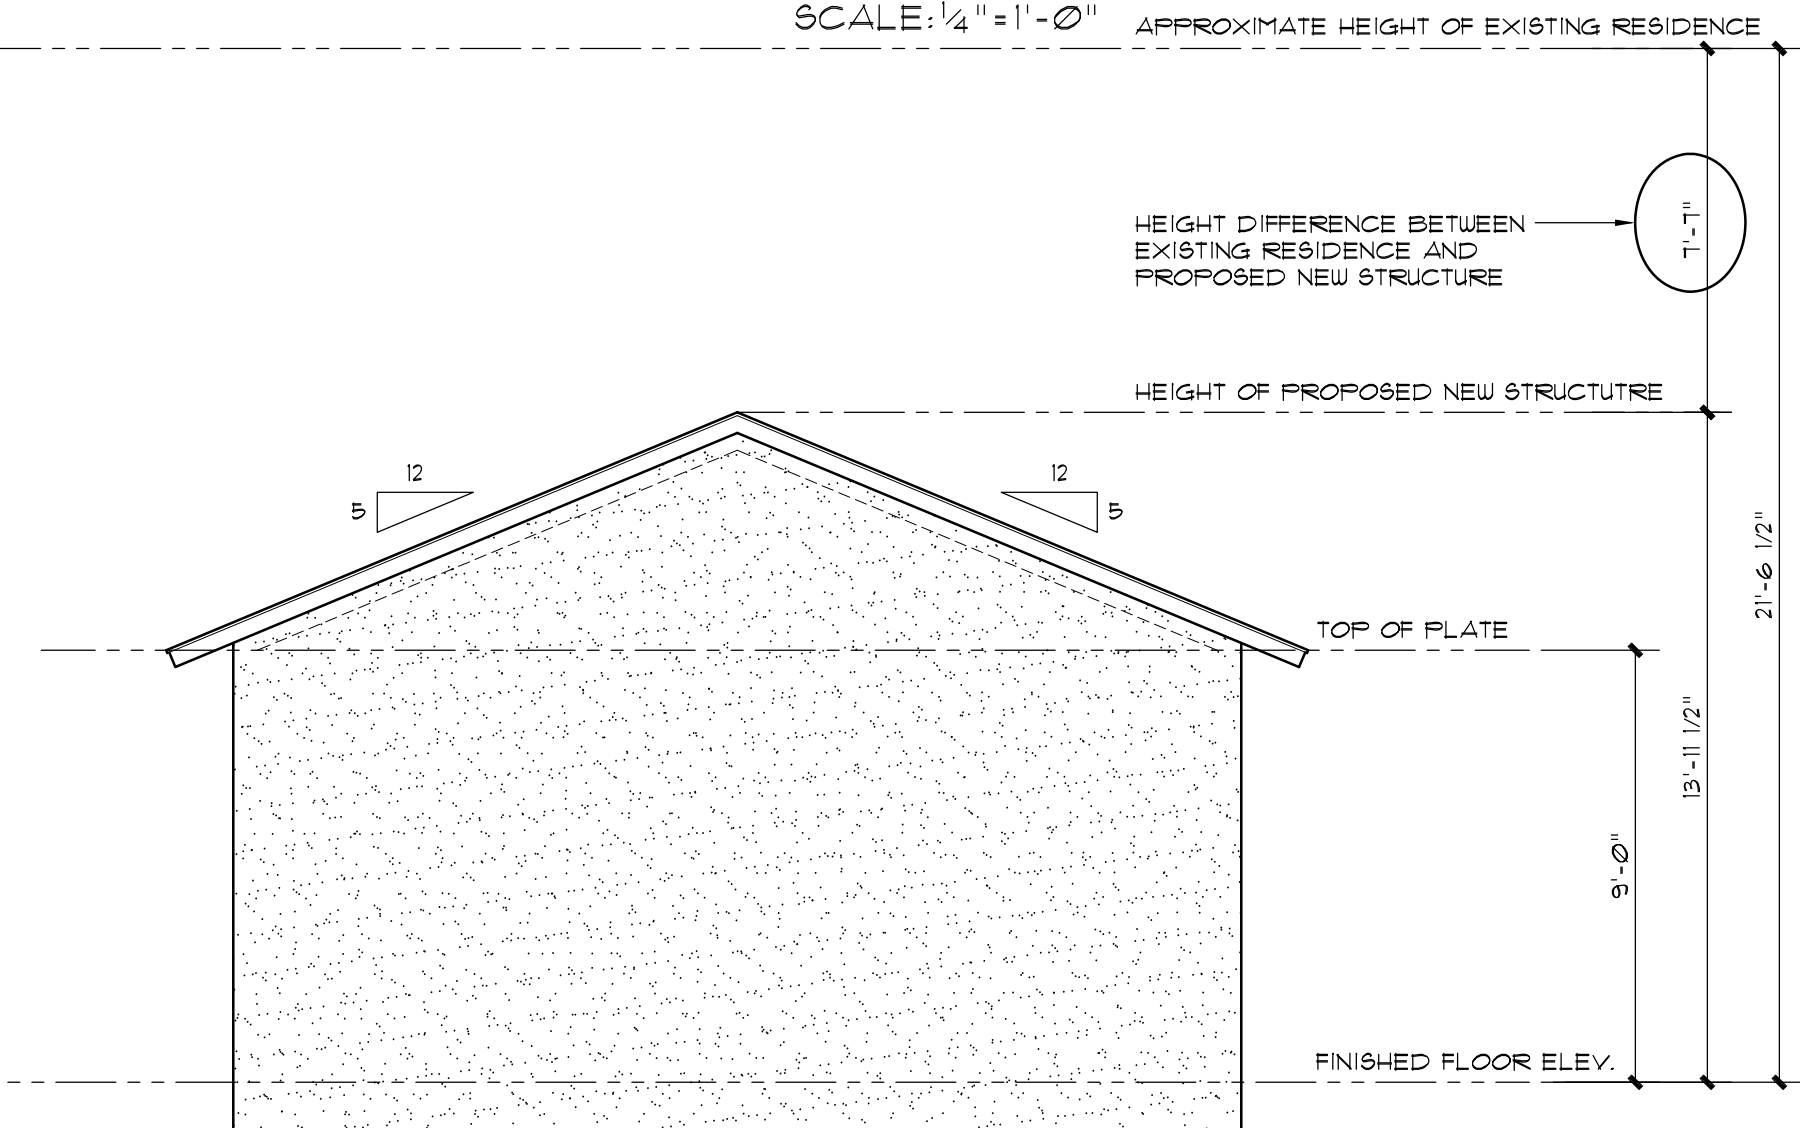 SCALE: 1/4" = 1'-0"
APPROXIMATE HEIGHT OF EXISTING RESIDENCE
HEIGHT DIFFERENCE BETWEEN
EXISTING RESIDENCE AND
PROPOSED NEW STRUCTURE
7'-7"
HEIGHT OF PROPOSED NEW STRUCTUTRE
12
5
12
5
21'-6 1/2"
TOP OF PLATE
13'-11 1/2"
9'-0"
FINISHED FLOOR ELEV.